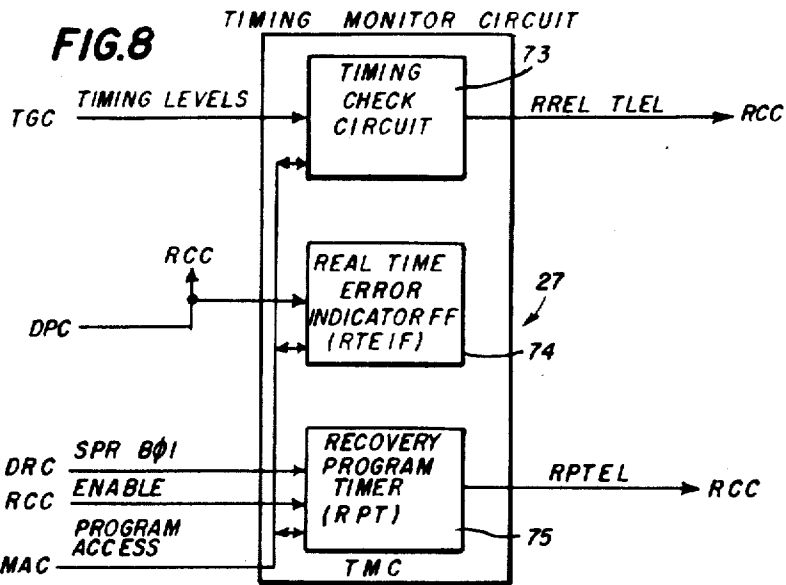 TIMING MONITOR CIRCUIT
FIG.8
73
TIMING
CHECK
CIRCUIT
TGC TIMING LEVELS
RREL TLEL RCC
RCC
REAL TIME
ERROR
INDICATOR FF
(RTEIF)
27
DPC
74
DRC SPR BØ1
RCC ENABLE
MAC PROGRAM
ACCESS
RECOVERY
PROGRAM
TIMER
(RPT)
RPTEL RCC
75
TMC